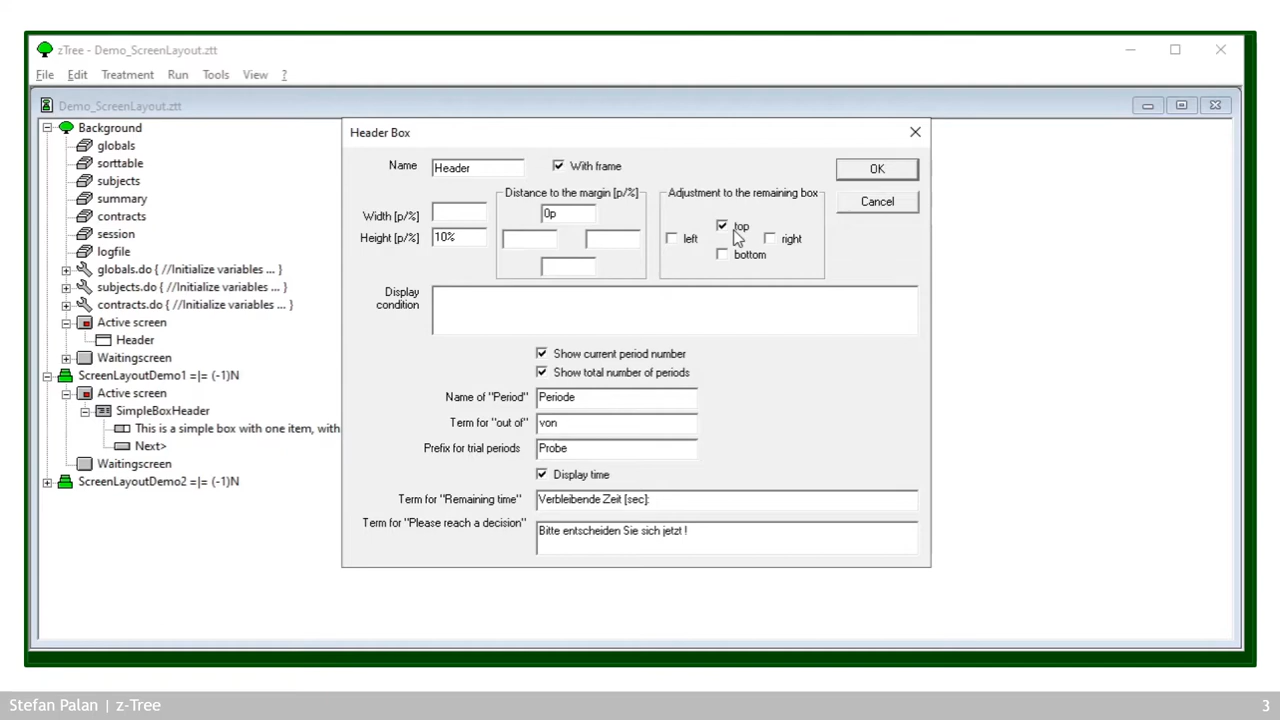 zTree - Demo_ScreenLayout.ztt
File Edit Treatment Run Tools View ?
Demo_ScreenLayout.ztt
Background
globals
sorttable
subjects
summary
contracts
session
logfile
globals.do { //Initialize variables ... }
subjects.do { //Initialize variables ... }
contracts.do { //Initialize variables ... }
Active screen
Header
Waitingscreen
ScreenLayoutDemo1 =|= (-1)N
Active screen
SimpleBoxHeader
This is a simple box with one item, with
Next>
Waitingscreen
ScreenLayoutDemo2 =|= (-1)N
Header Box
Name Header With frame
OK
Cancel
Width [p/%]
Height [p/%] 10%
Distance to the margin [p/%]
0p
Adjustment to the remaining box
top
left right
bottom
Display
condition
Show current period number
Show total number of periods
Name of "Period" Periode
Term for "out of" von
Prefix for trial periods Probe
Display time
Term for "Remaining time" Verbleibende Zeit [sec]:
Term for "Please reach a decision" Bitte entscheiden Sie sich jetzt !
Stefan Palan | z-Tree 3